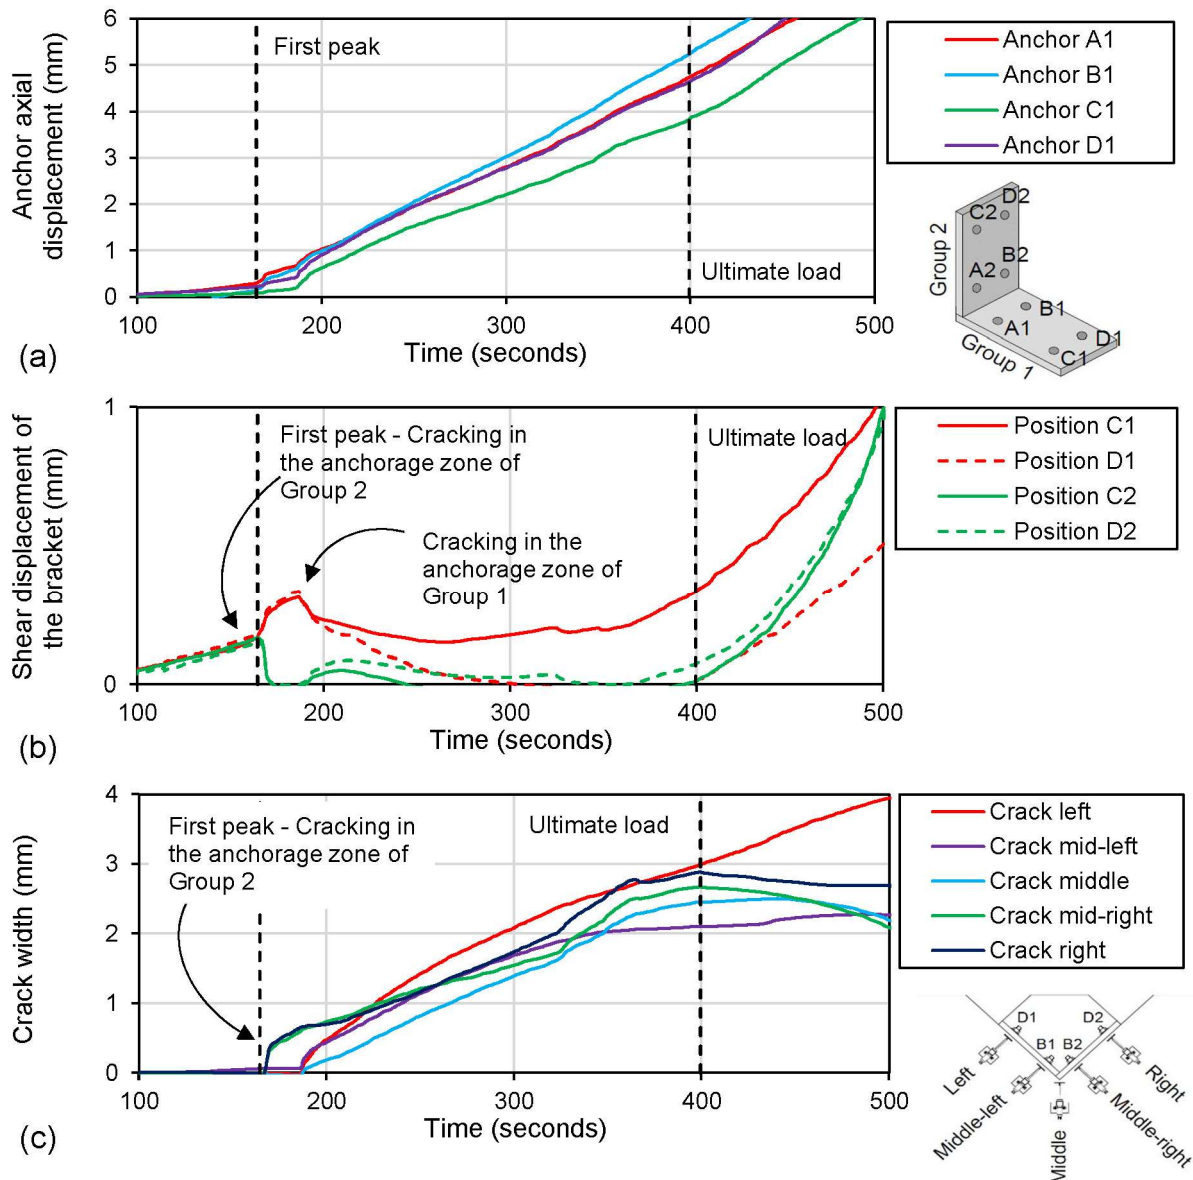 (a)
Anchor axial
displacement (mm)
6
5
4
3
2
1
0
First peak
Ultimate load
100
200
300
400
500
Time (seconds)
Anchor A1
Anchor B1
Anchor C1
Anchor D1
Group 2
C2
D2
A2
B2
B1
A1
D1
C1
Group 1
(b)
Shear displacement of
the bracket (mm)
1
0
First peak - Cracking in
the anchorage zone of
Group 2
Cracking in the
anchorage zone of
Group 1
Ultimate load
100
200
300
400
500
Time (seconds)
Position C1
Position D1
Position C2
Position D2
(c)
Crack width (mm)
4
3
2
1
0
First peak - Cracking in
the anchorage zone of
Group 2
Ultimate load
100
200
300
400
500
Time (seconds)
Crack left
Crack mid-left
Crack middle
Crack mid-right
Crack right
D1
D2
B1
B2
Left
Middle-left
Middle
Middle-right
Right